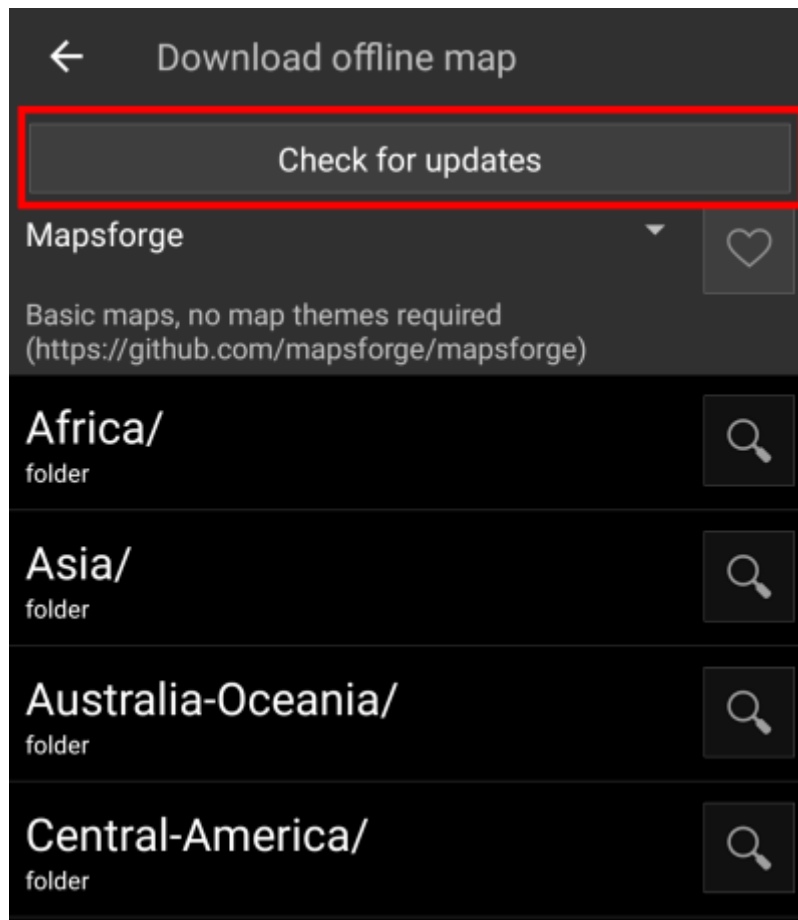 Download offline map
Check for updates
Mapsforge
Basic maps, no map themes required
(https://github.com/mapsforge/mapsforge)
Africa/
folder
Asia/
folder
Australia-Oceania/
folder
Central-America/
folder